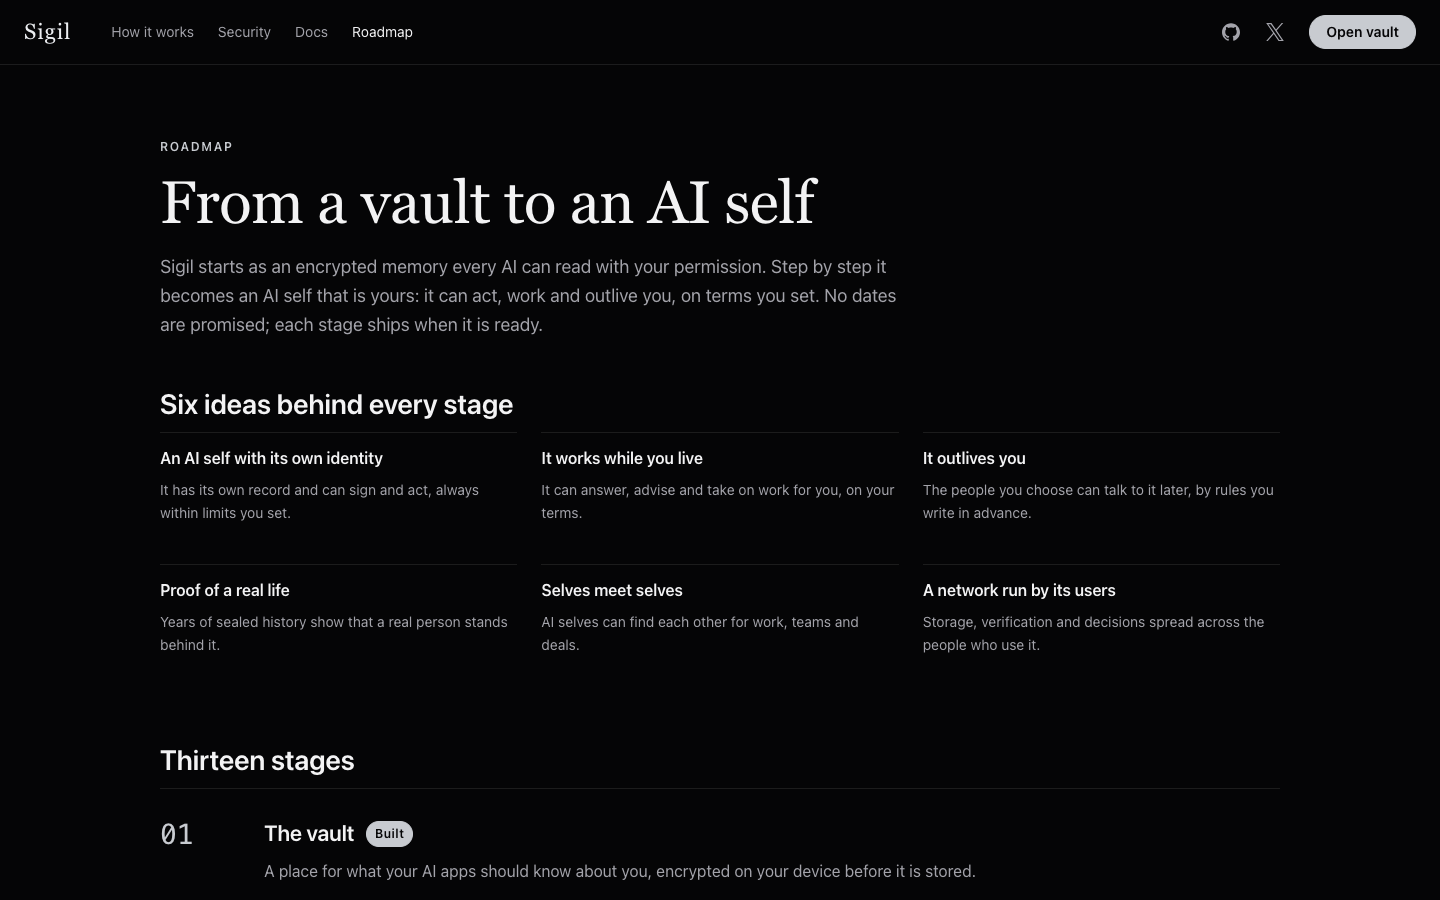 Sigil How it works Security Docs Roadmap Open vault
ROADMAP
From a vault to an AI self
Sigil starts as an encrypted memory every AI can read with your permission. Step by step it
becomes an AI self that is yours: it can act, work and outlive you, on terms you set. No dates
are promised; each stage ships when it is ready.
Six ideas behind every stage
An AI self with its own identity
It has its own record and can sign and act, always
within limits you set.
It works while you live
It can answer, advise and take on work for you, on your
terms.
It outlives you
The people you choose can talk to it later, by rules you
write in advance.
Proof of a real life
Years of sealed history show that a real person stands
behind it.
Selves meet selves
AI selves can find each other for work, teams and
deals.
A network run by its users
Storage, verification and decisions spread across the
people who use it.
Thirteen stages
01 The vault Built
A place for what your AI apps should know about you, encrypted on your device before it is stored.